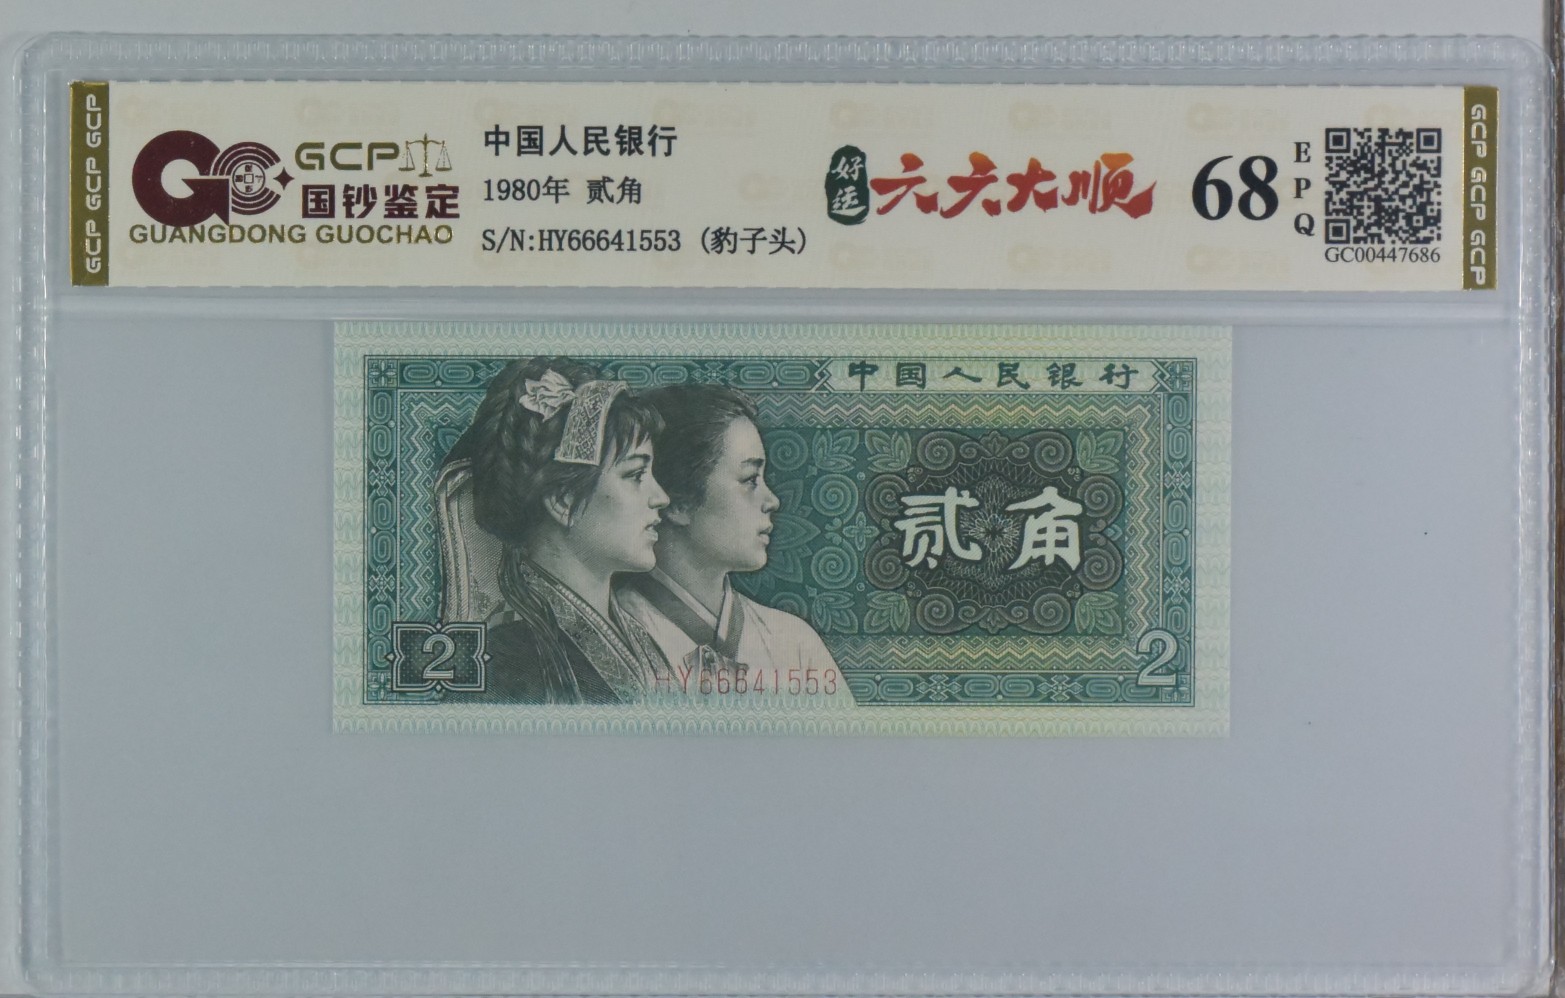 GCP GCP GCP
GCP
国钞鉴定
GUANGDONG GUOCHAO
中国人民银行
1980年 贰角
S/N:HY66641553 (豹子头)
好运
六六大顺
68
EPQ
GC00447686
GCP GCP GCP
中国人民银行
贰角
2
HY66641553
2